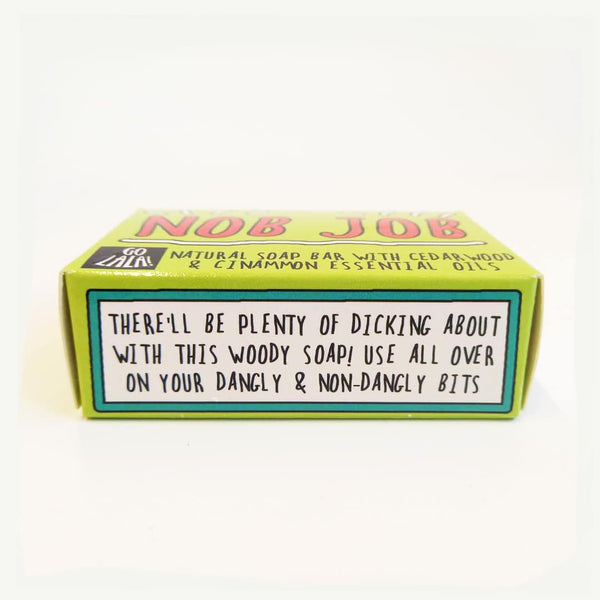 NOB JOB
GO
LALA!
NATURAL SOAP BAR WITH CEDARWOOD
& CINAMMON ESSENTIAL OILS
THERE'LL BE PLENTY OF DICKING ABOUT
WITH THIS WOODY SOAP! USE ALL OVER
ON YOUR DANGLY & NON-DANGLY BITS